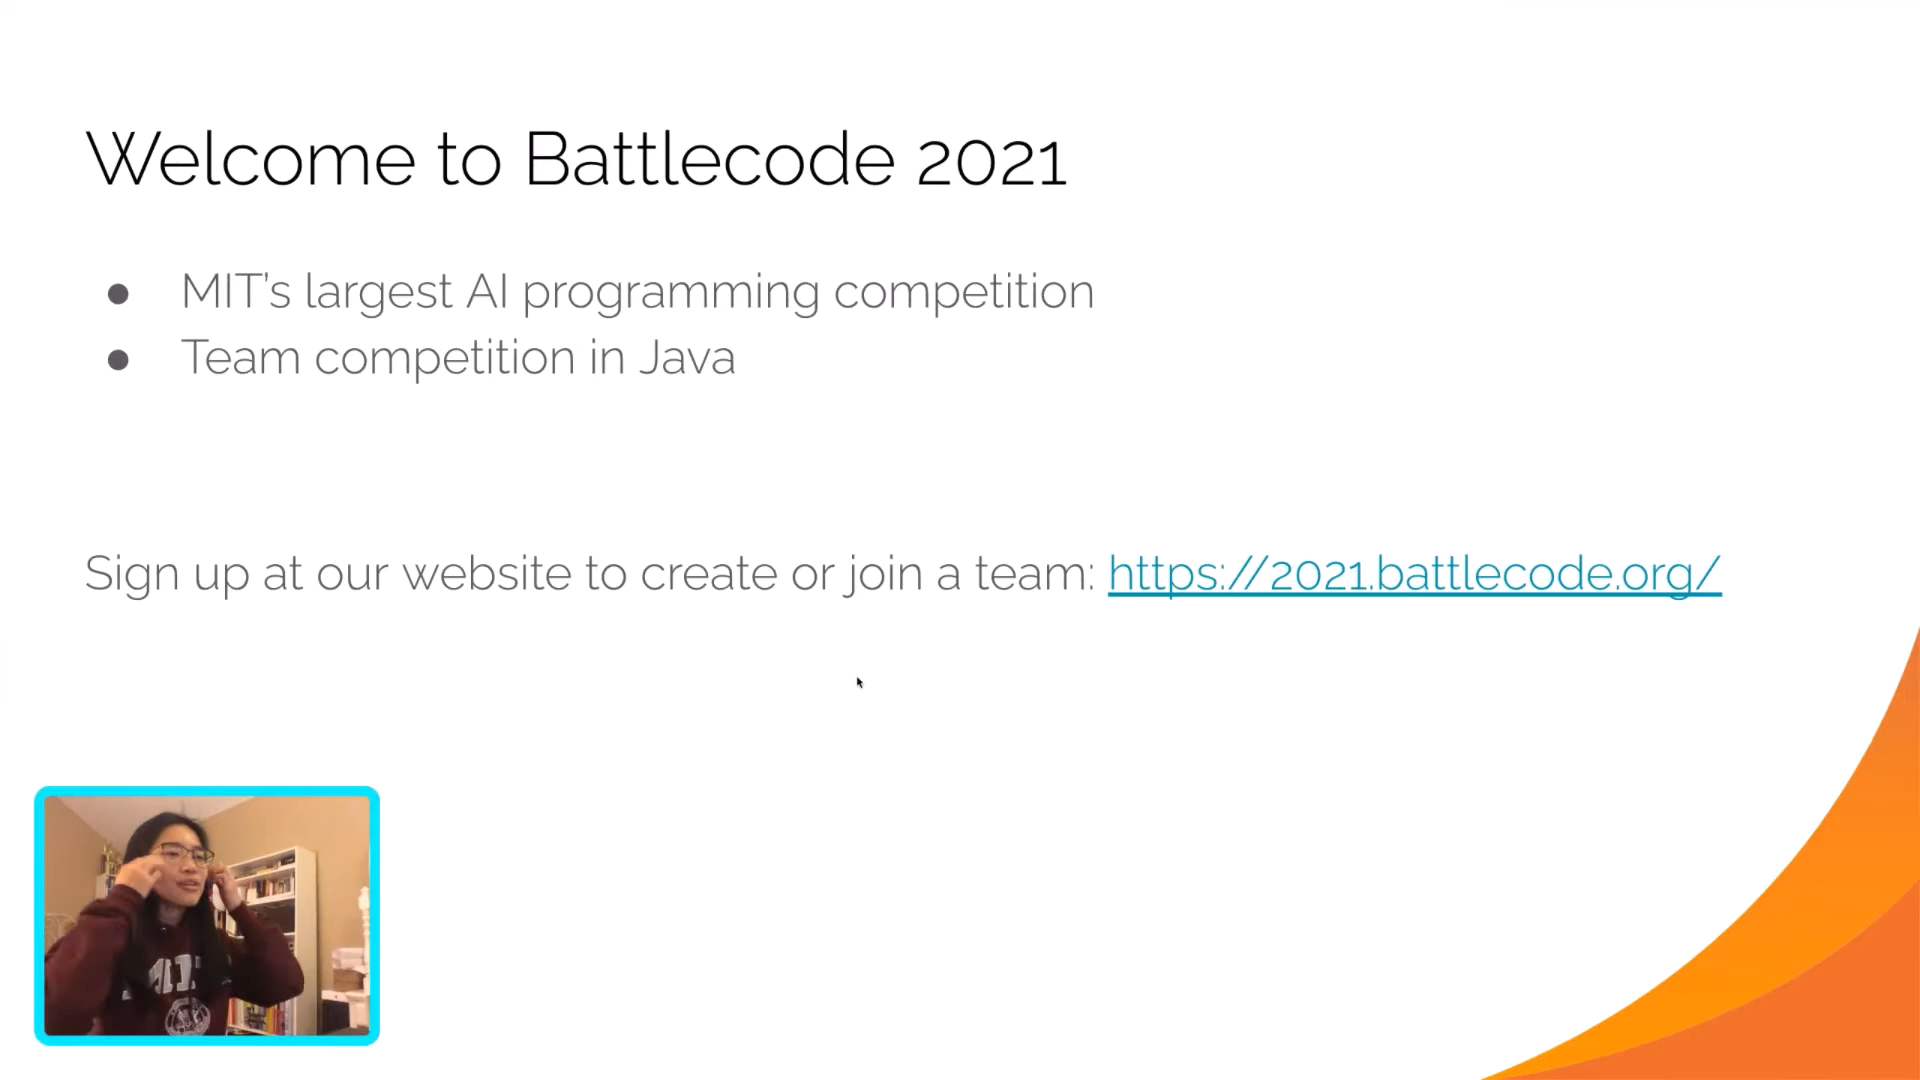 Welcome to Battlecode 2021
● MIT's largest AI programming competition
● Team competition in Java
Sign up at our website to create or join a team: https://2021.battlecode.org/
MIT